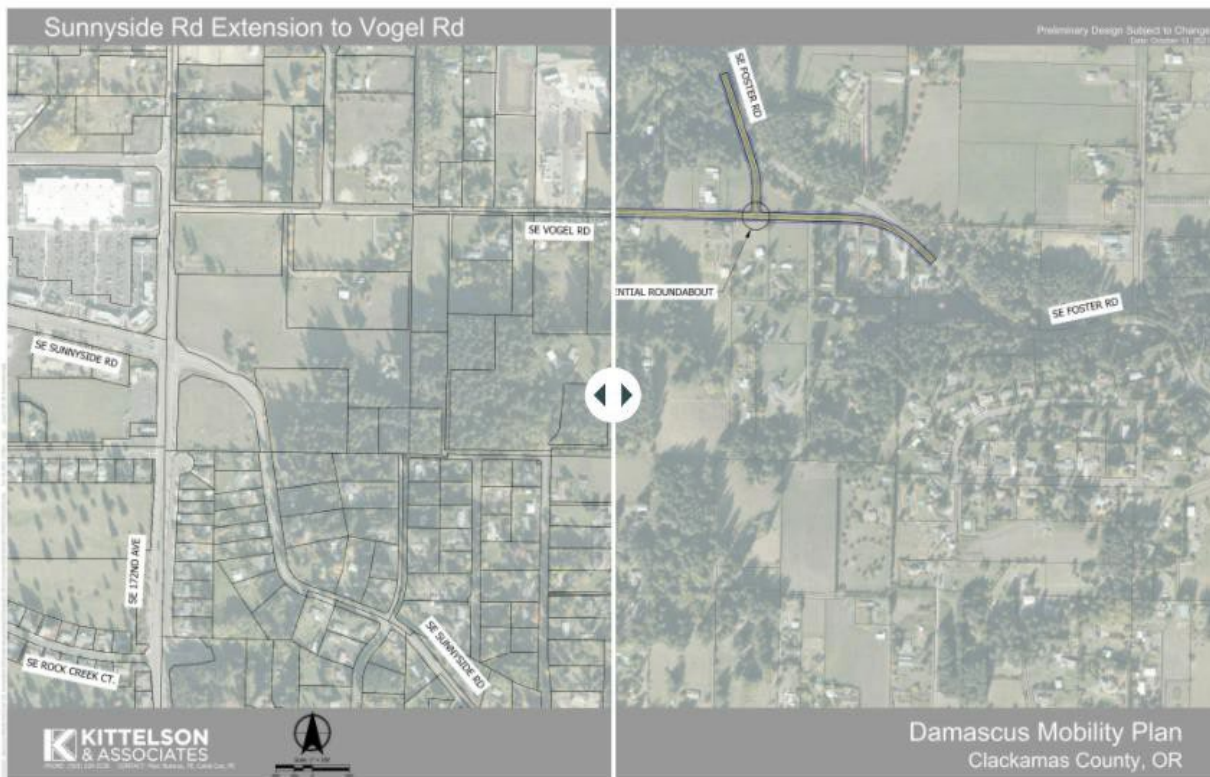 Sunnyside Rd Extension to Vogel Rd
Preliminary Design Subject to Change
SE FOSTER RD
SE VOGEL RD
ENTIAL ROUNDABOUT
SE FOSTER RD
SE SUNNYSIDE RD
SE 172ND AVE
SE SUNNYSIDE RD
SE ROCK CREEK CT.
KITTELSON
& ASSOCIATES
Damascus Mobility Plan
Clackamas County, OR